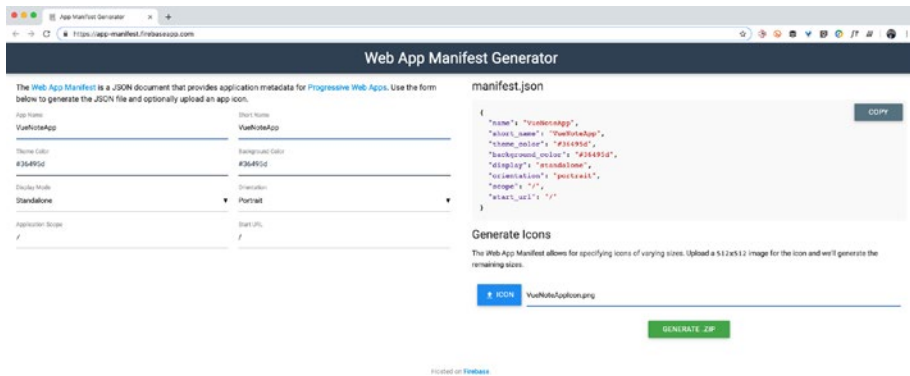 App Manifest Generator
https://app-manifest.firebaseapp.com
Web App Manifest Generator
The Web App Manifest is a JSON document that provides application metadata for Progressive Web Apps. Use the form
below to generate the JSON file and optionally upload an app icon.
App Name
VueNoteApp
Short Name
VueNoteApp
Theme Color
#36495d
Background Color
#36495d
Display Mode
Standalone
Orientation
Portrait
Application Scope
/
Start URL
/
manifest.json
COPY
{
"name": "VueNoteApp",
"short_name": "VueNoteApp",
"theme_color": "#36495d",
"background_color": "#36495d",
"display": "standalone",
"orientation": "portrait",
"scope": "/",
"start_url": "/"
}
Generate Icons
The Web App Manifest allows for specifying icons of varying sizes. Upload a 512x512 image for the icon and we'll generate the
remaining sizes.
ICON
VueNoteAppIcon.png
GENERATE .ZIP
Hosted on Firebase